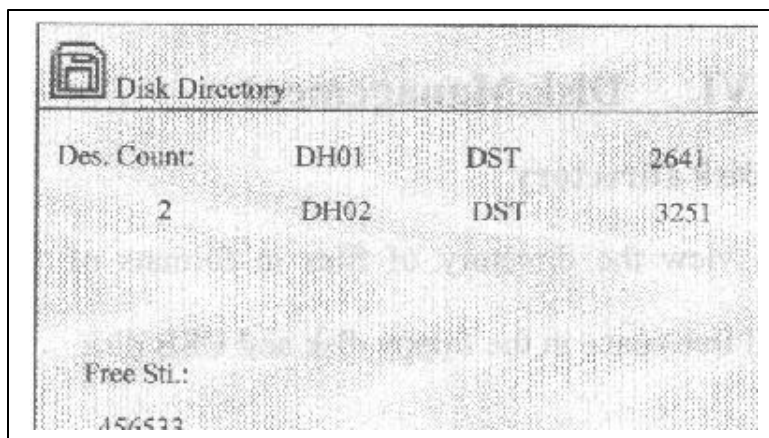 Disk Directory
Des. Count: DH01 DST 2641
2 DH02 DST 3251
Free Sti.:
456533